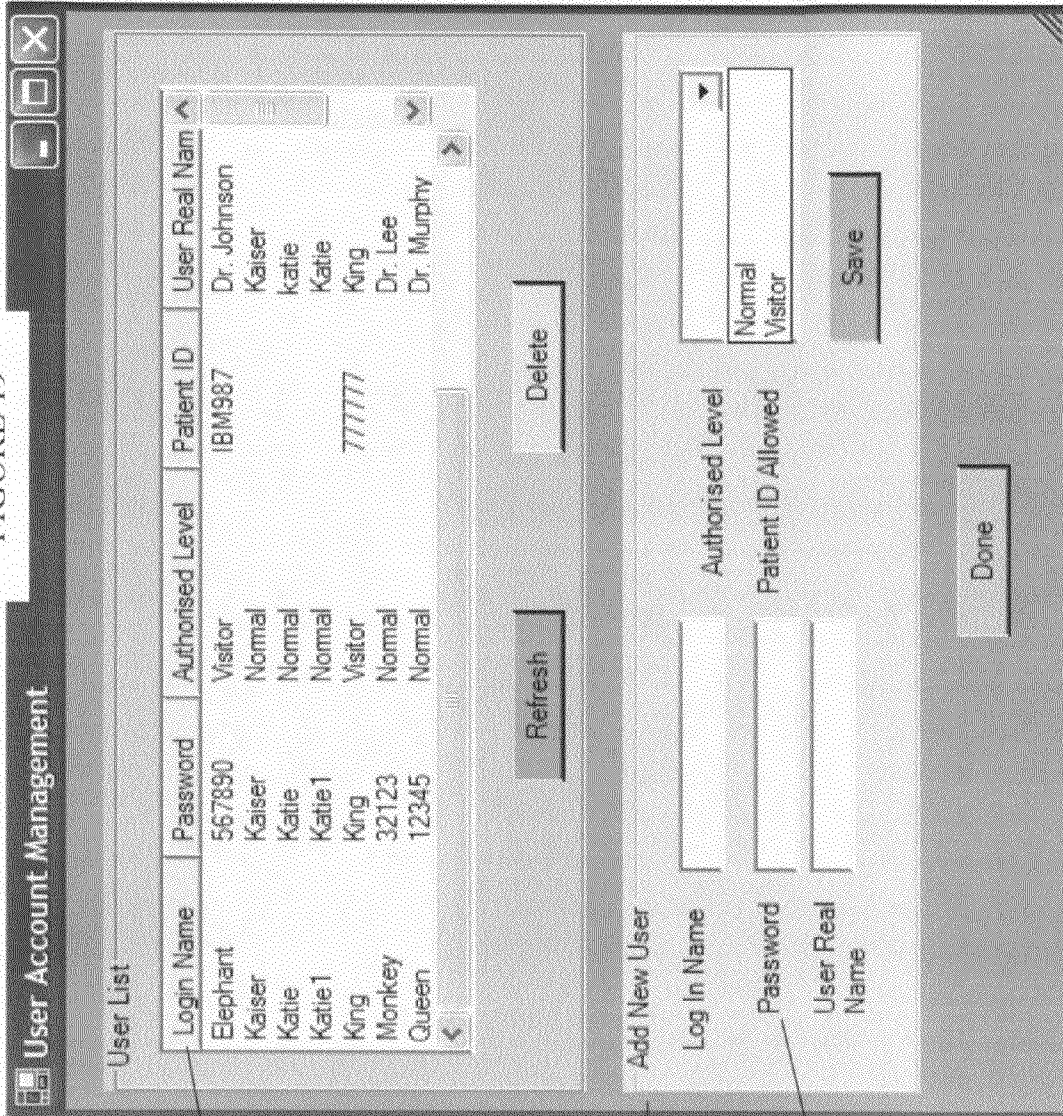 FIGURE 19
User Account Management
User List
Login Name Password Authorised Level Patient ID User Real Nam
Elephant 567890 Visitor IBM987 Dr. Johnson
Kaiser Kaiser Normal Kaiser
Katie Katie Normal katie
Katie1 Katie1 Normal Katie
King King Visitor 777777 King
Monkey 32123 Normal Dr. Lee
Queen 12345 Normal Dr. Murphy
Refresh Delete
Add New User
Log In Name Authorised Level
Normal
Password Patient ID Allowed
Visitor
User Real
Name
Save
Done